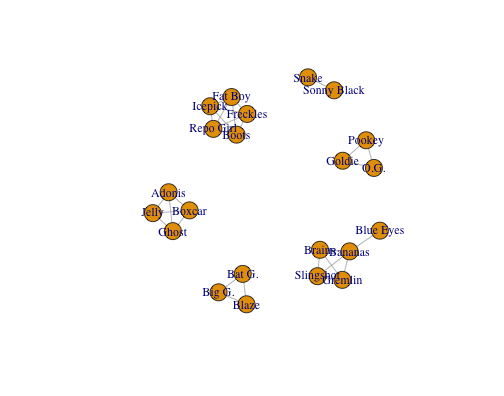 Snake
Sonny Black
Fat Boy
Icepick
Freckles
Repo Girl
Boots
Pookey
Goldie
O.G.
Adonis
Jelly
Boxcar
Ghost
Blue Eyes
Brains
Bananas
Slingshot
Gremlin
Bat G.
Big G.
Blaze